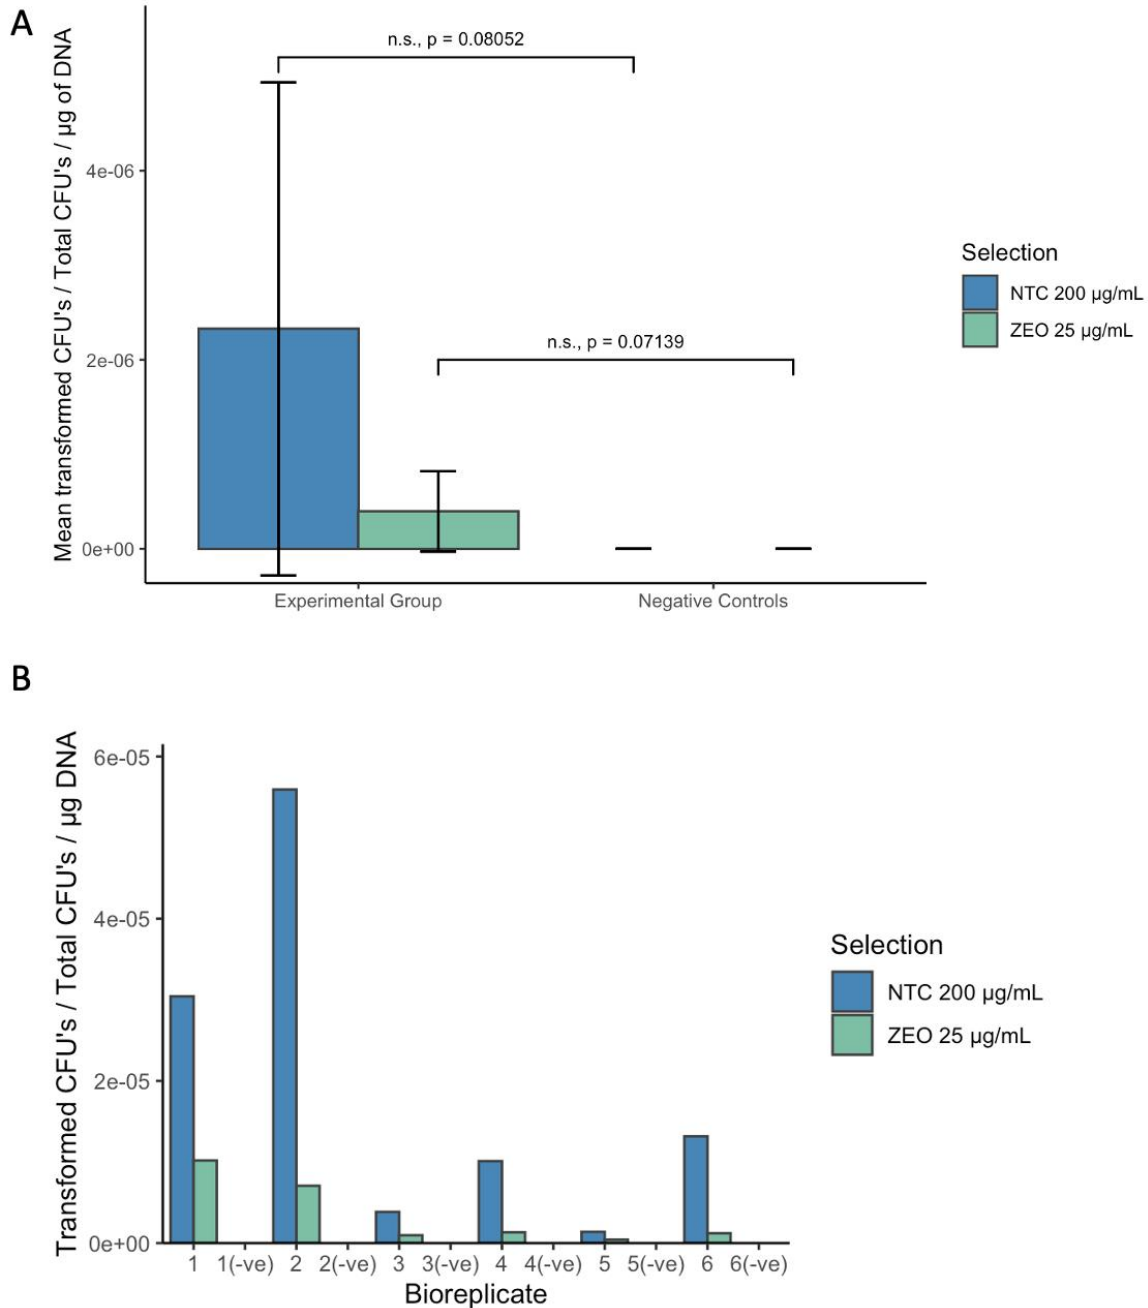 A
Mean transformed CFU's / Total CFU's / µg of DNA
n.s., p = 0.08052
4e-06
n.s., p = 0.07139
2e-06
0e+00
Experimental Group
Negative Controls
Selection
NTC 200 µg/mL
ZEO 25 µg/mL
B
Transformed CFU's / Total CFU's / µg DNA
6e-05
4e-05
2e-05
0e+00
1 1(-ve) 2 2(-ve) 3 3(-ve) 4 4(-ve) 5 5(-ve) 6 6(-ve)
Bioreplicate
Selection
NTC 200 µg/mL
ZEO 25 µg/mL